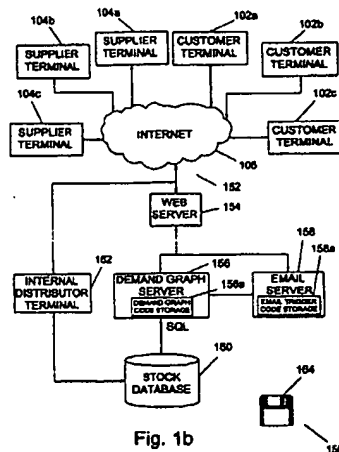 104b
104a
102a
102b
SUPPLIER
TERMINAL
SUPPLIER
TERMINAL
CUSTOMER
TERMINAL
CUSTOMER
TERMINAL
104c
102c
SUPPLIER
TERMINAL
INTERNET
CUSTOMER
TERMINAL
106
152
WEB
SERVER
154
158
162
156
158a
INTERNAL
DISTRIBUTOR
TERMINAL
DEMAND GRAPH
SERVER
156a
DEMAND GRAPH
CODE STORAGE
EMAIL
SERVER
EMAIL TRIGGER
CODE STORAGE
SQL
STOCK
DATABASE
160
164
Fig. 1b